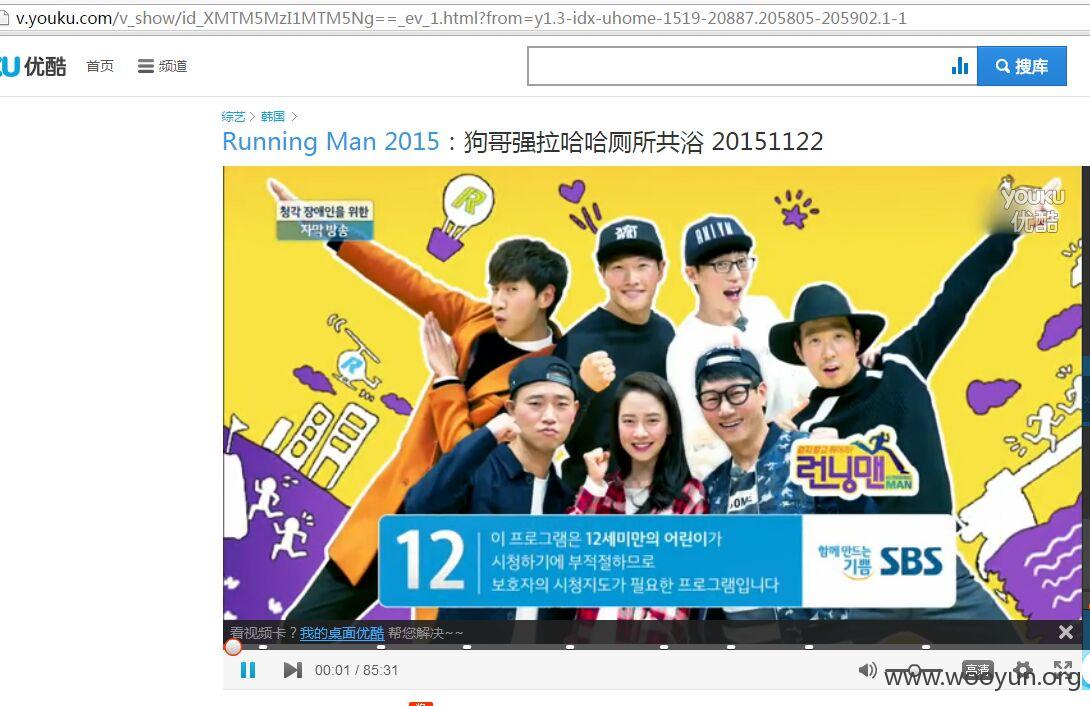 v.youku.com/v_show/id_XMTM5MzI1MTM5Ng==_ev_1.html?from=y1.3-idx-uhome-1519-20887.205805-205902.1-1
U 优酷 首页 频道 搜库
综艺 > 韩国 >
Running Man 2015：狗哥强拉哈哈厕所共浴 20151122
YOUKU
优酷
청각 장애인을 위한
자막방송
R
R
HOME
런닝맨
RUNNING MAN
12
이 프로그램은 12세미만의 어린이가
시청하기에 부적절하므로
보호자의 시청지도가 필요한 프로그램입니다
함께 만드는
기쁨
SBS
看视频卡？我的桌面优酷 帮您解决~~
00:01 / 85:31
高清
www.wooyun.org